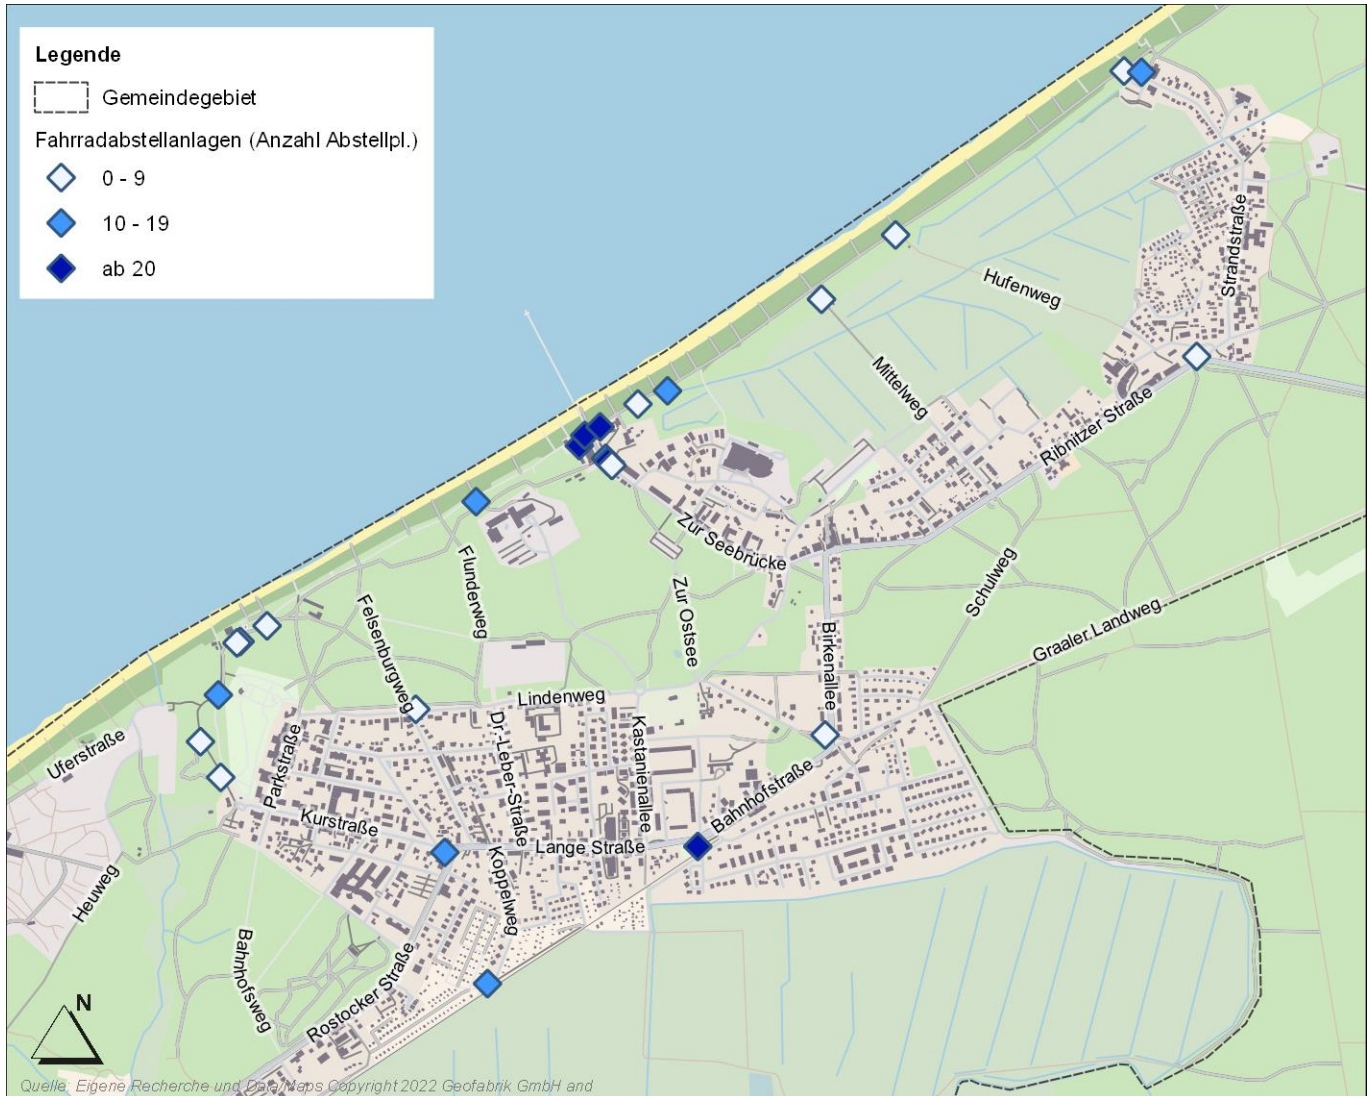 Legende
Gemeindegebiet
Fahrradabstellanlagen (Anzahl Abstellpl.)
0 - 9
10 - 19
ab 20
Strandstraße
Hufenweg
Mittelweg
Ribnitzer Straße
Zur Seebrücke
Flunderweg
Schulweg
Zur Ostsee
Felsenburgweg
Graaler Landweg
Birkenallee
Lindenweg
Uferstraße
Parkstraße
Dr.-Leber-Straße
Kastanienallee
Bahnhofstraße
Kurstraße
Lange Straße
Koppelweg
Heuweg
Bahnhofsweg
Rostocker Straße
N
Quelle: Eigene Recherche und Data/Maps Copyright 2022 Geofabrik GmbH and